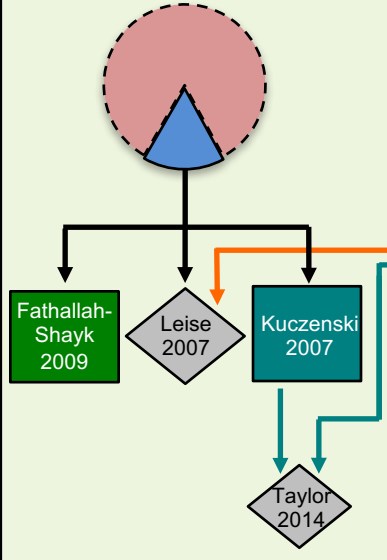 Fathallah-
Shayk
2009
Leise
2007
Kuczenski
2007
Taylor
2014